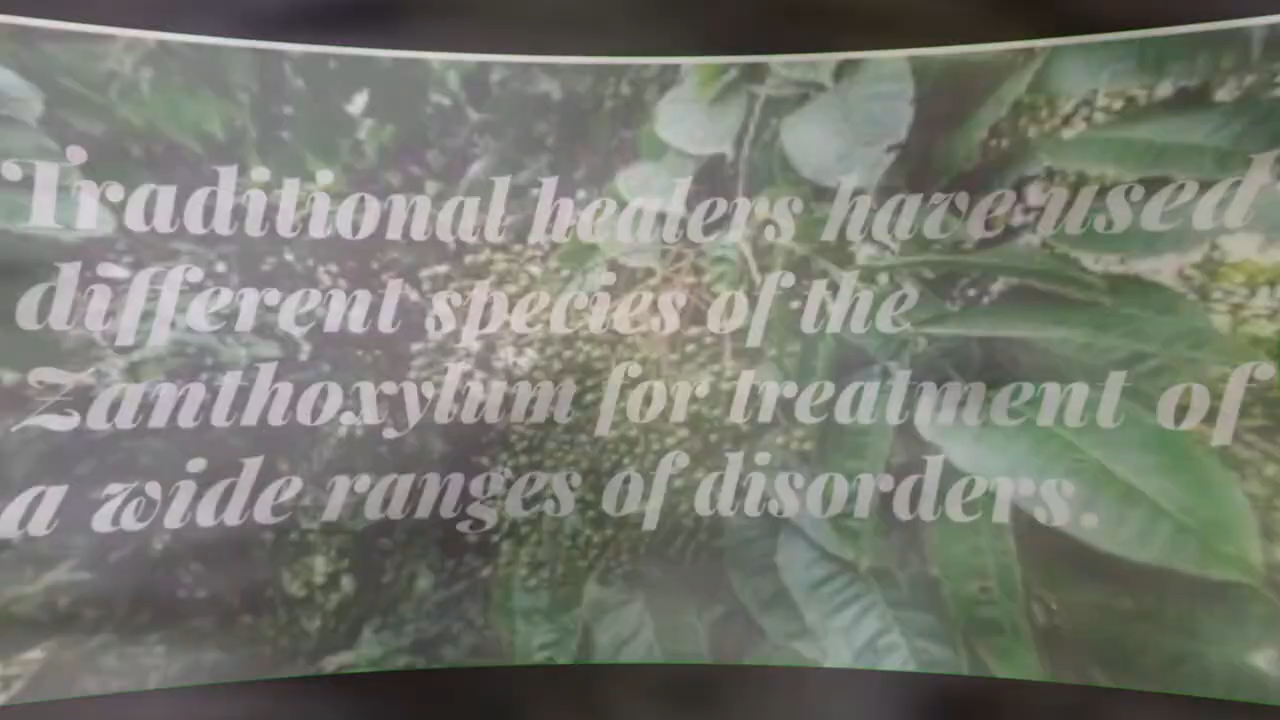 Traditional healers have used
different species of the
Zanthoxylum for treatment of
a wide ranges of disorders.